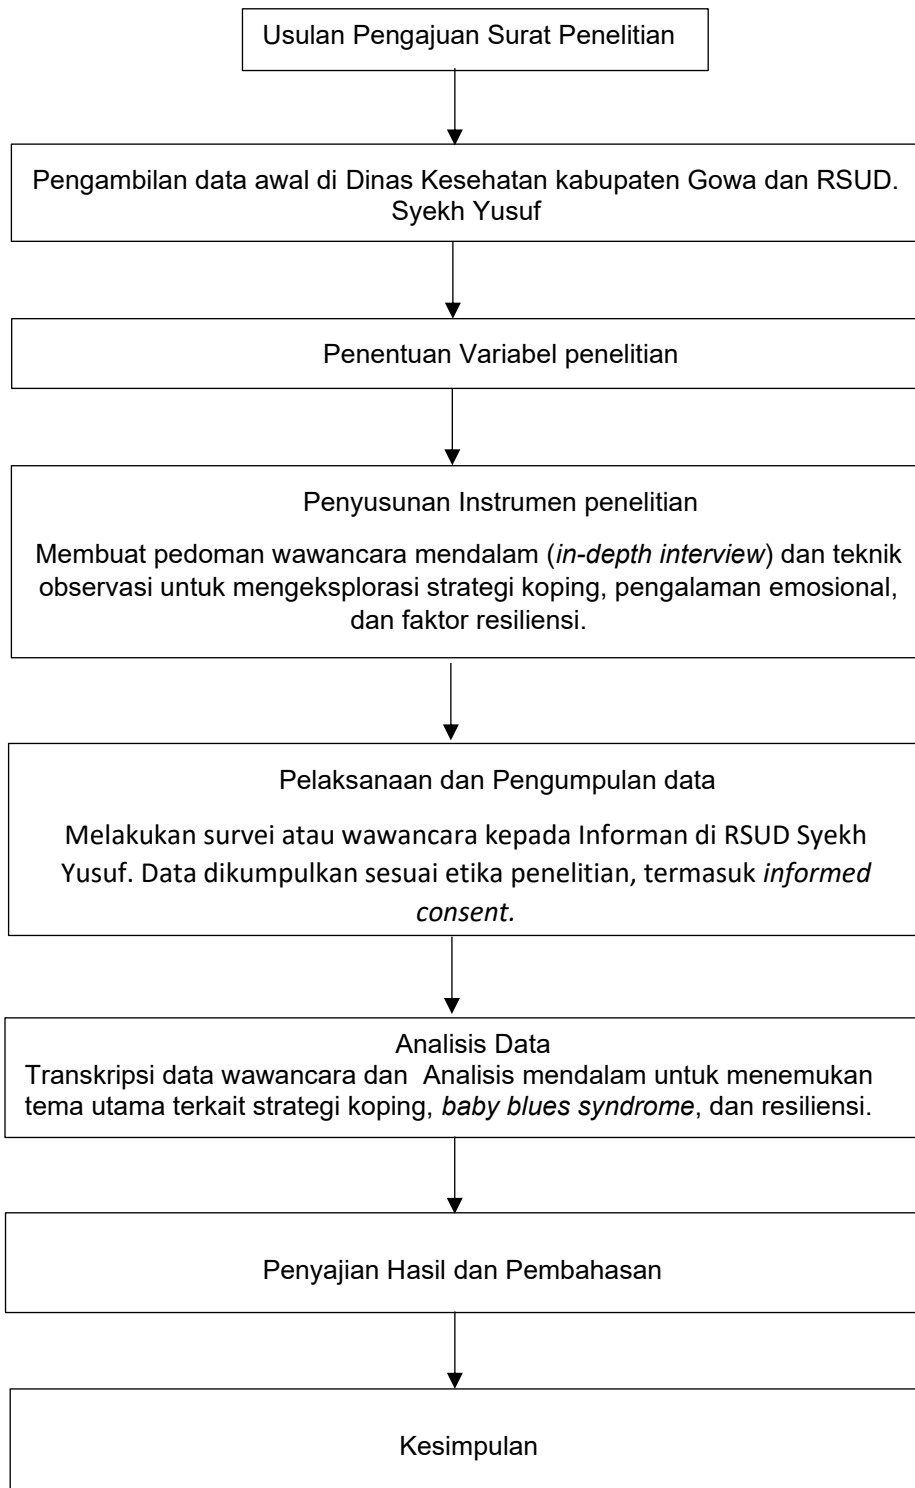 Usulan Pengajuan Surat Penelitian
Pengambilan data awal di Dinas Kesehatan kabupaten Gowa dan RSUD.
Syekh Yusuf
Penentuan Variabel penelitian
Penyusunan Instrumen penelitian
Membuat pedoman wawancara mendalam (in-depth interview) dan teknik
observasi untuk mengeksplorasi strategi koping, pengalaman emosional,
dan faktor resiliensi.
Pelaksanaan dan Pengumpulan data
Melakukan survei atau wawancara kepada Informan di RSUD Syekh
Yusuf. Data dikumpulkan sesuai etika penelitian, termasuk informed
consent.
Analisis Data
Transkripsi data wawancara dan  Analisis mendalam untuk menemukan
tema utama terkait strategi koping, baby blues syndrome, dan resiliensi.
Penyajian Hasil dan Pembahasan
Kesimpulan